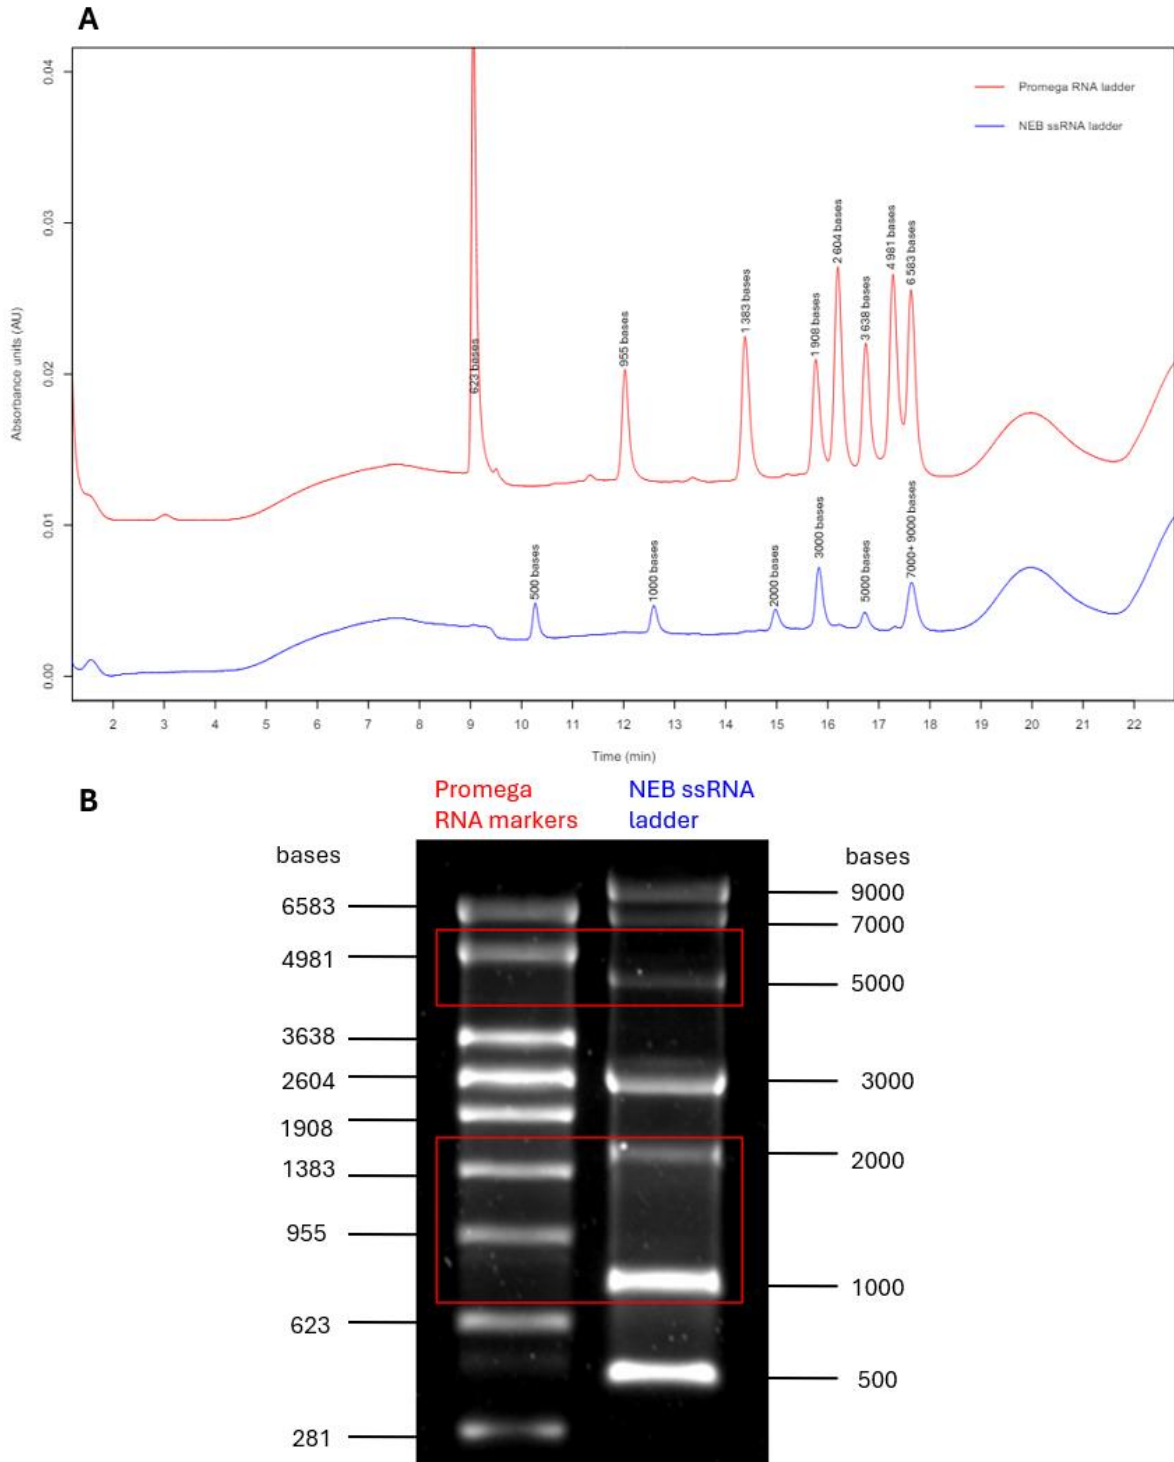 A
Absorbance units (AU)
0.04
0.03
0.02
0.01
0.00
Promega RNA ladder
NEB ssRNA ladder
623 bases
955 bases
1 383 bases
1 908 bases
2 604 bases
3 638 bases
4 981 bases
6 583 bases
500 bases
1000 bases
2000 bases
3000 bases
5000 bases
7000+ 9000 bases
2 3 4 5 6 7 8 9 10 11 12 13 14 15 16 17 18 19 20 21 22
Time (min)
B
Promega
RNA markers
NEB ssRNA
ladder
bases
6583
4981
3638
2604
1908
1383
955
623
281
bases
9000
7000
5000
3000
2000
1000
500